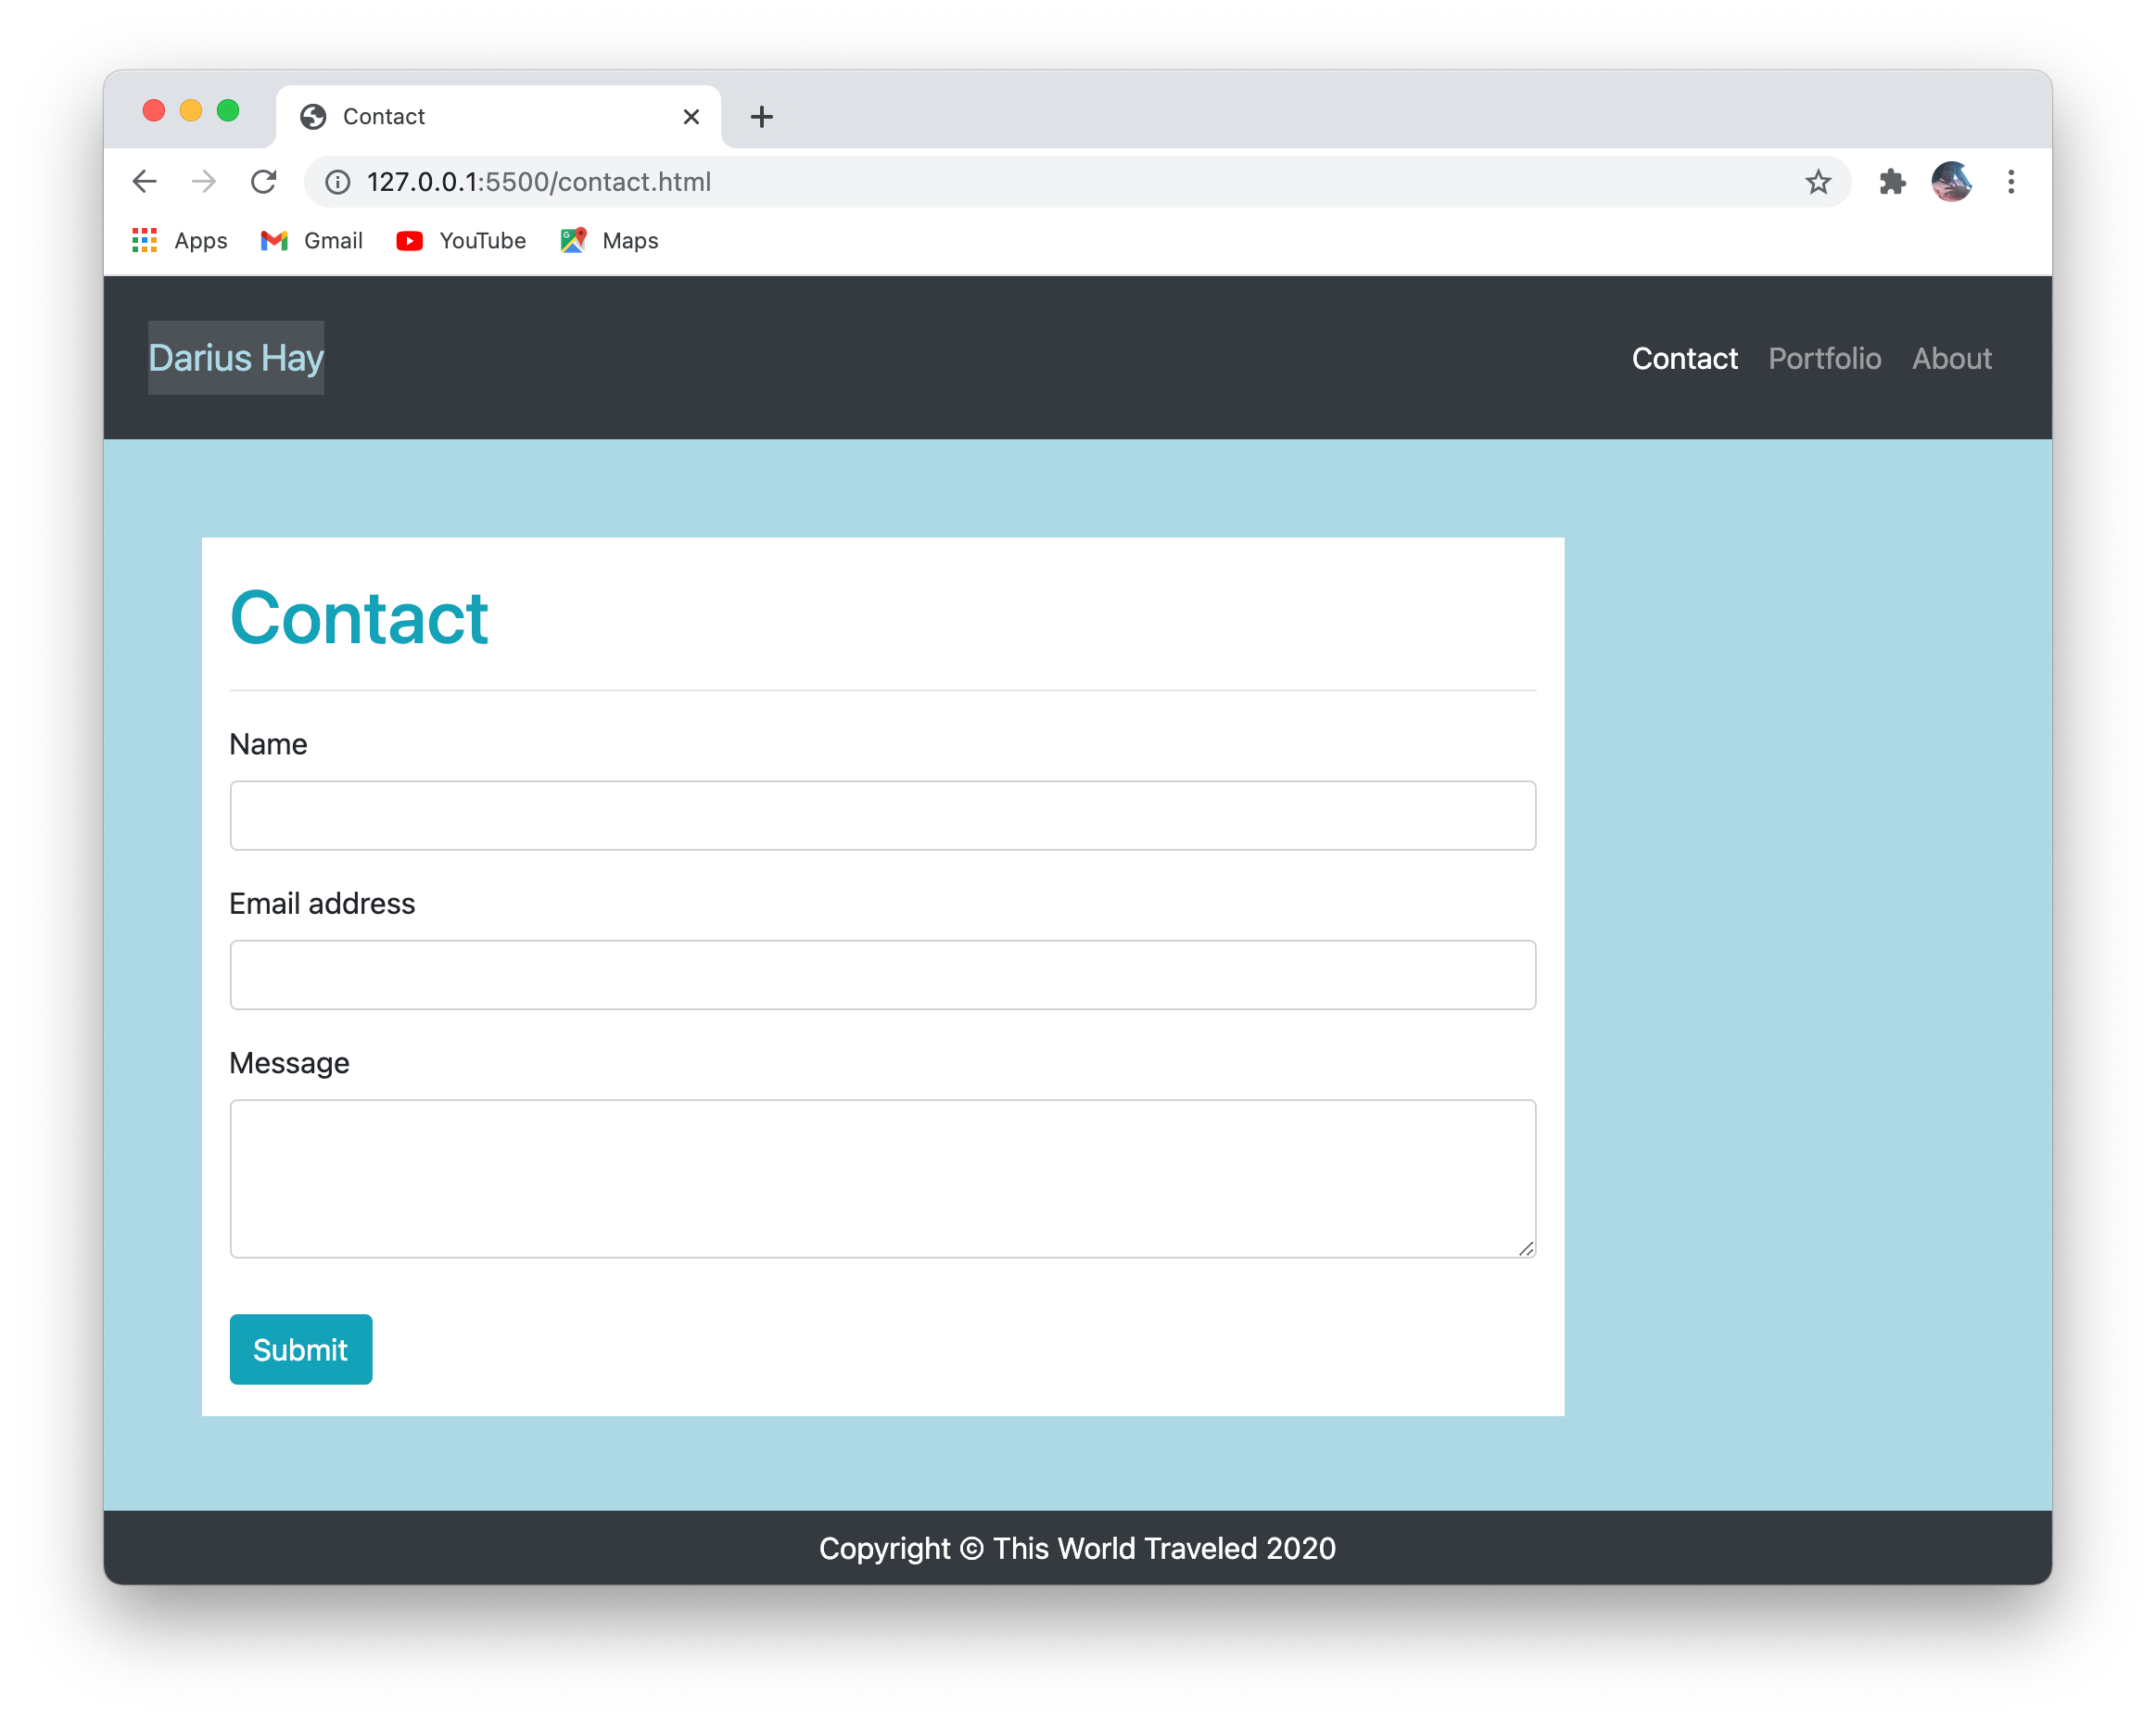 Contact
127.0.0.1:5500/contact.html
Apps Gmail YouTube Maps
Darius Hay Contact Portfolio About
Contact
Name
Email address
Message
Submit
Copyright © This World Traveled 2020